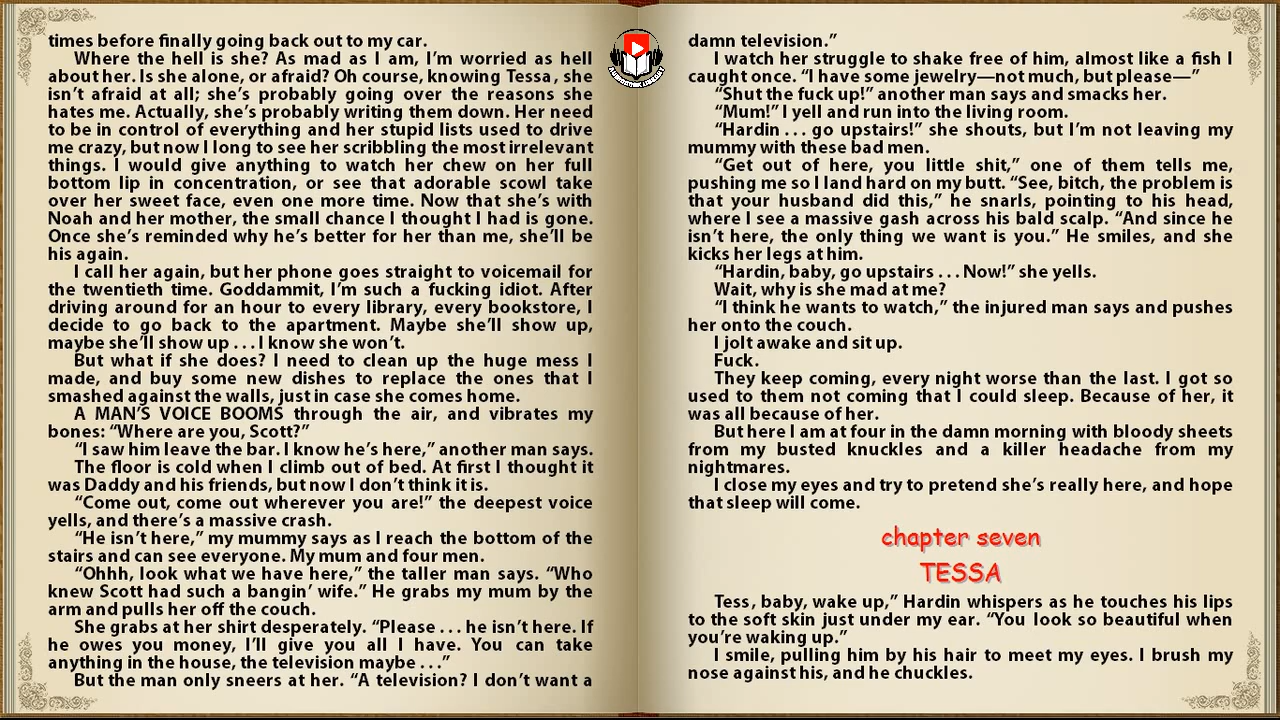 times before finally going back out to my car.
Where the hell is she? As mad as I am, I’m worried as hell
about her. Is she alone, or afraid? Oh course, knowing Tessa, she
isn’t afraid at all; she’s probably going over the reasons she
hates me. Actually, she’s probably writing them down. Her need
to be in control of everything and her stupid lists used to drive
me crazy, but now I long to see her scribbling the most irrelevant
things. I would give anything to watch her chew on her full
bottom lip in concentration, or see that adorable scowl take
over her sweet face, even one more time. Now that she’s with
Noah and her mother, the small chance I thought I had is gone.
Once she’s reminded why he’s better for her than me, she’ll be
his again.
I call her again, but her phone goes straight to voicemail for
the twentieth time. Goddammit, I’m such a fucking idiot. After
driving around for an hour to every library, every bookstore, I
decide to go back to the apartment. Maybe she’ll show up,
maybe she’ll show up . . . I know she won’t.
But what if she does? I need to clean up the huge mess I
made, and buy some new dishes to replace the ones that I
smashed against the walls, just in case she comes home.
A MAN’S VOICE BOOMS through the air, and vibrates my
bones: “Where are you, Scott?”
“I saw him leave the bar. I know he’s here,” another man says.
The floor is cold when I climb out of bed. At first I thought it
was Daddy and his friends, but now I don’t think it is.
“Come out, come out wherever you are!” the deepest voice
yells, and there’s a massive crash.
“He isn’t here,” my mummy says as I reach the bottom of the
stairs and can see everyone. My mum and four men.
“Ohhh, look what we have here,” the taller man says. “Who
knew Scott had such a bangin’ wife.” He grabs my mum by the
arm and pulls her off the couch.
She grabs at her shirt desperately. “Please . . . he isn’t here. If
he owes you money, I’ll give you all I have. You can take
anything in the house, the television maybe . . .”
But the man only sneers at her. “A television? I don’t want a
damn television.”
I watch her struggle to shake free of him, almost like a fish I
caught once. “I have some jewelry—not much, but please—”
“Shut the fuck up!” another man says and smacks her.
“Mum!” I yell and run into the living room.
“Hardin . . . go upstairs!” she shouts, but I’m not leaving my
mummy with these bad men.
“Get out of here, you little shit,” one of them tells me,
pushing me so I land hard on my butt. “See, bitch, the problem is
that your husband did this,” he snarls, pointing to his head,
where I see a massive gash across his bald scalp. “And since he
isn’t here, the only thing we want is you.” He smiles, and she
kicks her legs at him.
“Hardin, baby, go upstairs . . . Now!” she yells.
Wait, why is she mad at me?
“I think he wants to watch,” the injured man says and pushes
her onto the couch.
I jolt awake and sit up.
Fuck.
They keep coming, every night worse than the last. I got so
used to them not coming that I could sleep. Because of her, it
was all because of her.
But here I am at four in the damn morning with bloody sheets
from my busted knuckles and a killer headache from my
nightmares.
I close my eyes and try to pretend she’s really here, and hope
that sleep will come.
chapter seven
TESSA
Tess, baby, wake up,” Hardin whispers as he touches his lips
to the soft skin just under my ear. “You look so beautiful when
you’re waking up.”
I smile, pulling him by his hair to meet my eyes. I brush my
nose against his, and he chuckles.